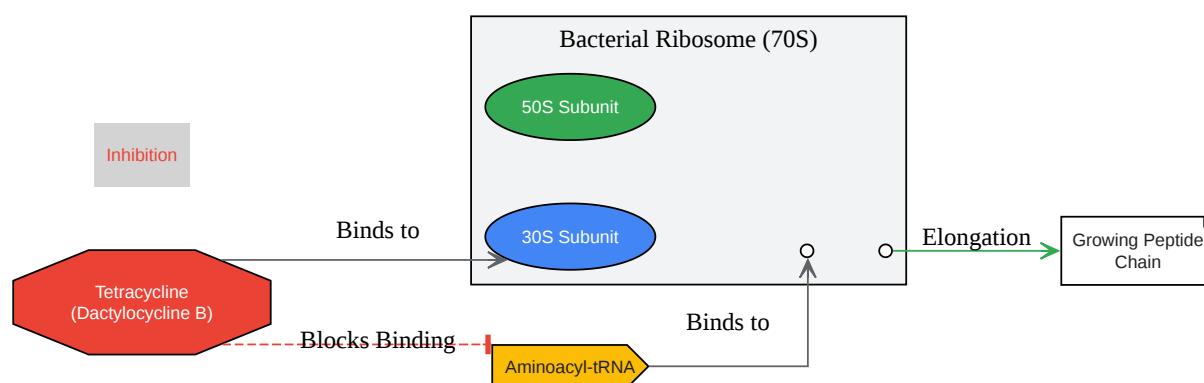 Bacterial Ribosome (70S)
50S Subunit
Inhibition
Binds to
30S Subunit
Elongation
Growing Peptide
Chain
Tetracycline
(Dactylocycline B)
Binds to
Blocks Binding
Aminoacyl-tRNA